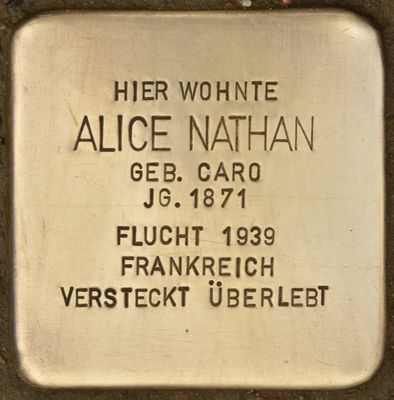 HIER WOHNTE
ALICE NATHAN
GEB. CARO
JG. 1871
FLUCHT 1939
FRANKREICH
VERSTECKT ÜBERLEBT